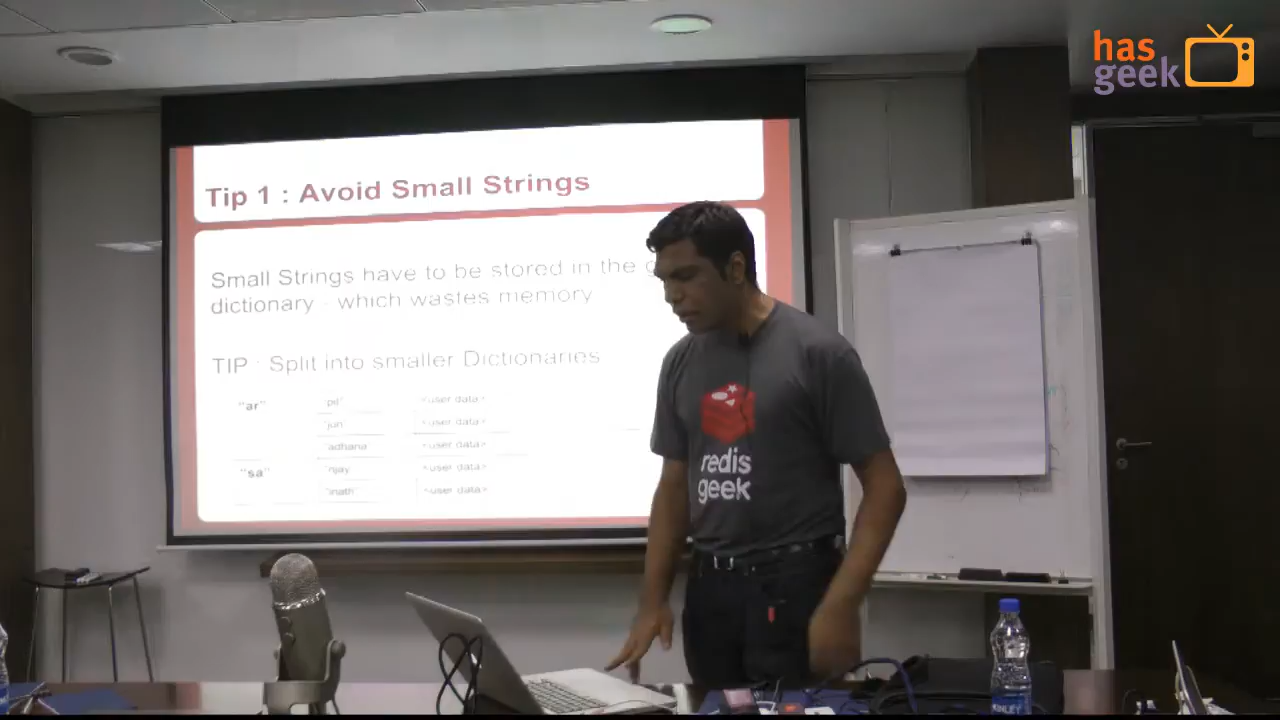 has
geek
Tip 1 : Avoid Small Strings
Small Strings have to be stored in the
dictionary - which wastes memory
TIP : Split into smaller Dictionaries
"ar" "pit" <user data>
"jun" <user data>
"adhana" <user data>
"sa" "njay" <user data>
"inath" <user data>
redis
geek